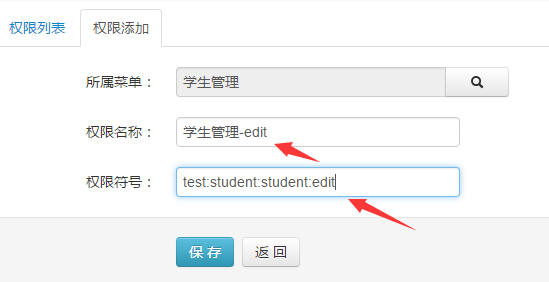 权限列表 权限添加
所属菜单： 学生管理
权限名称： 学生管理-edit
权限符号： test:student:student:edit
保 存 返 回